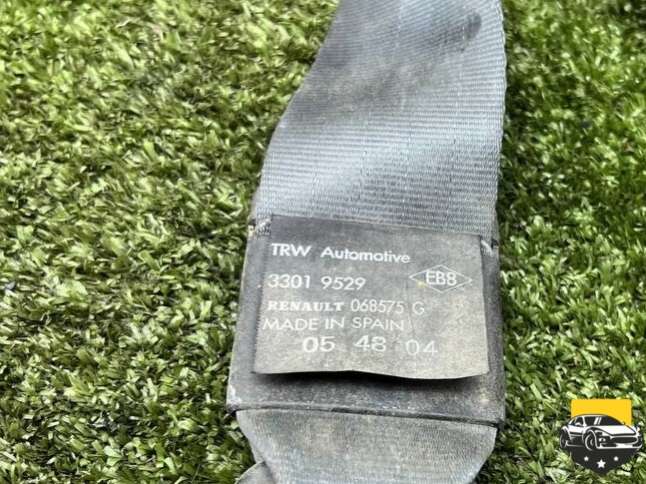 TRW Automotive
3301 9529 EB8
RENAULT 068575 G
MADE IN SPAIN
05 48 04